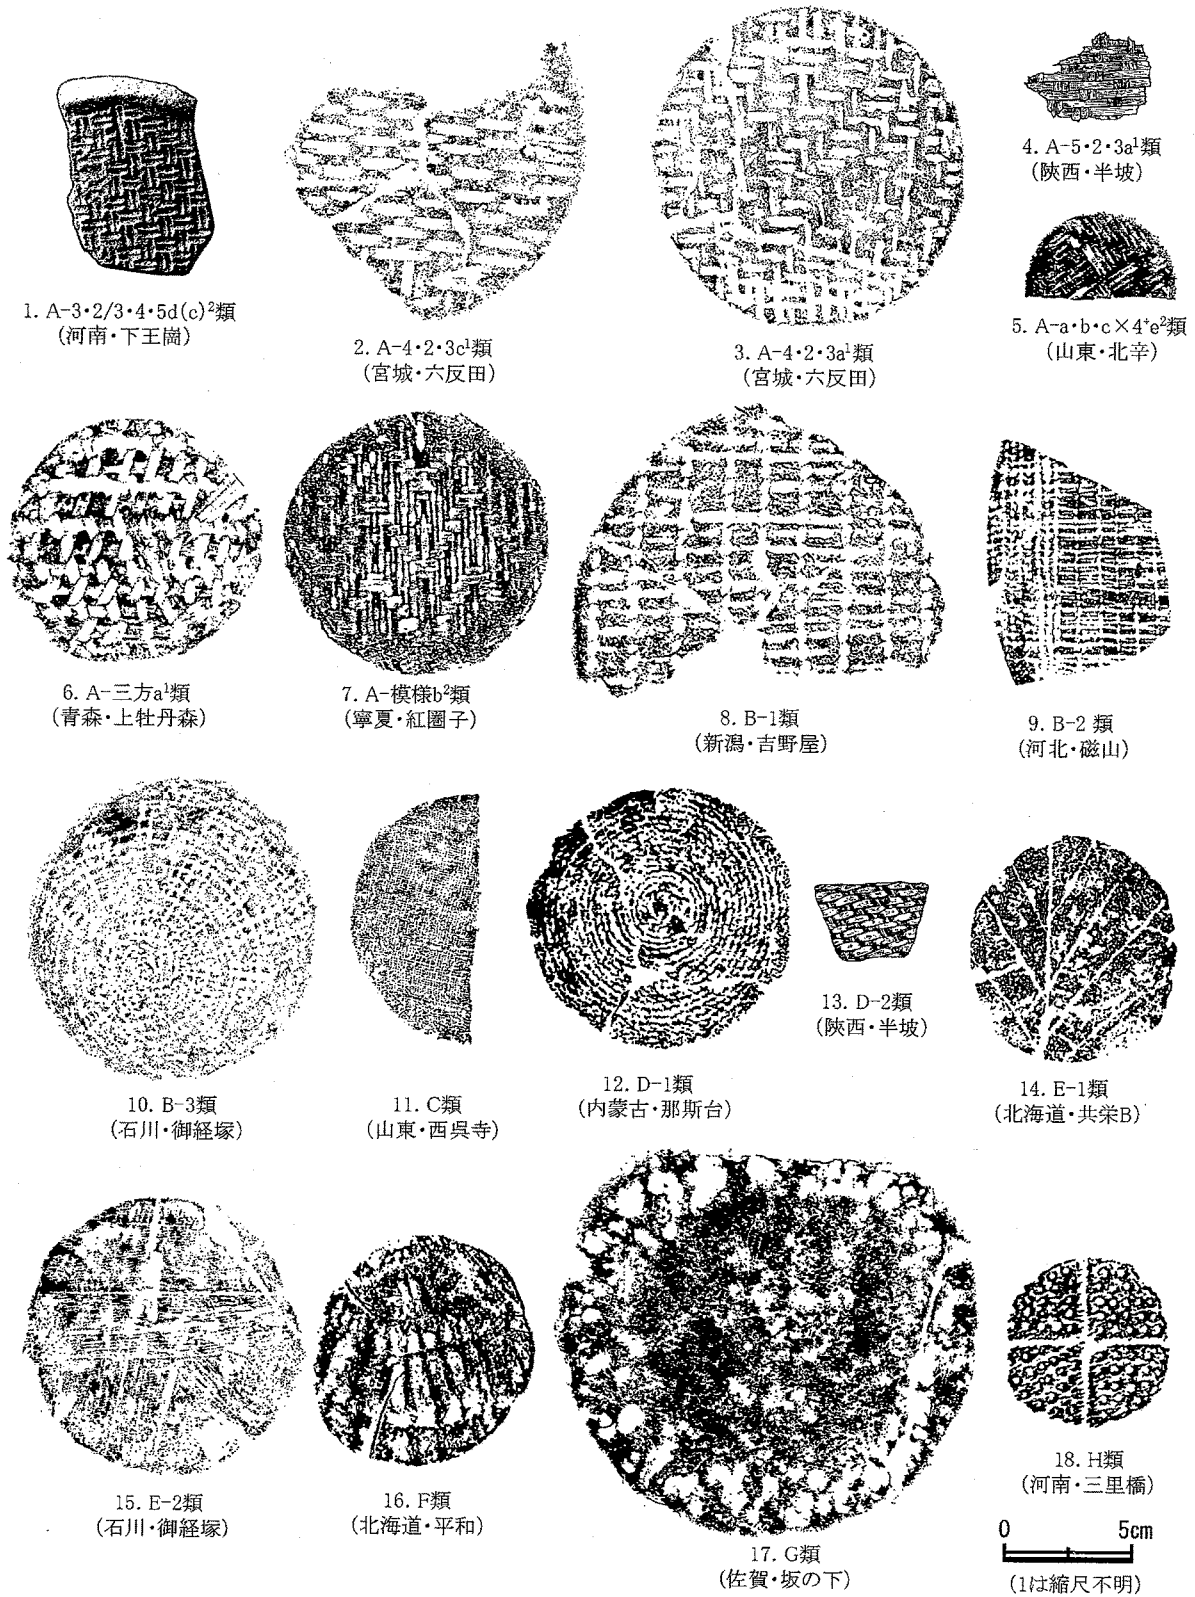 1. A-3・2/3・4・5d(c)²類
(河南・下王崗)
2. A-4・2・3c¹類
(宮城・六反田)
3. A-4・2・3a¹類
(宮城・六反田)
4. A-5・2・3a¹類
(陝西・半坡)
5. A-a・b・c×4⁺e²類
(山東・北辛)
6. A-三方a¹類
(青森・上牡丹森)
7. A-模様b²類
(寧夏・紅圏子)
8. B-1類
(新潟・吉野屋)
9. B-2 類
(河北・磁山)
10. B-3類
(石川・御経塚)
11. C類
(山東・西呉寺)
12. D-1類
(内蒙古・那斯台)
13. D-2類
(陝西・半坡)
14. E-1類
(北海道・共栄B)
15. E-2類
(石川・御経塚)
16. F類
(北海道・平和)
17. G類
(佐賀・坂の下)
18. H類
(河南・三里橋)
0 5cm
(1は縮尺不明)